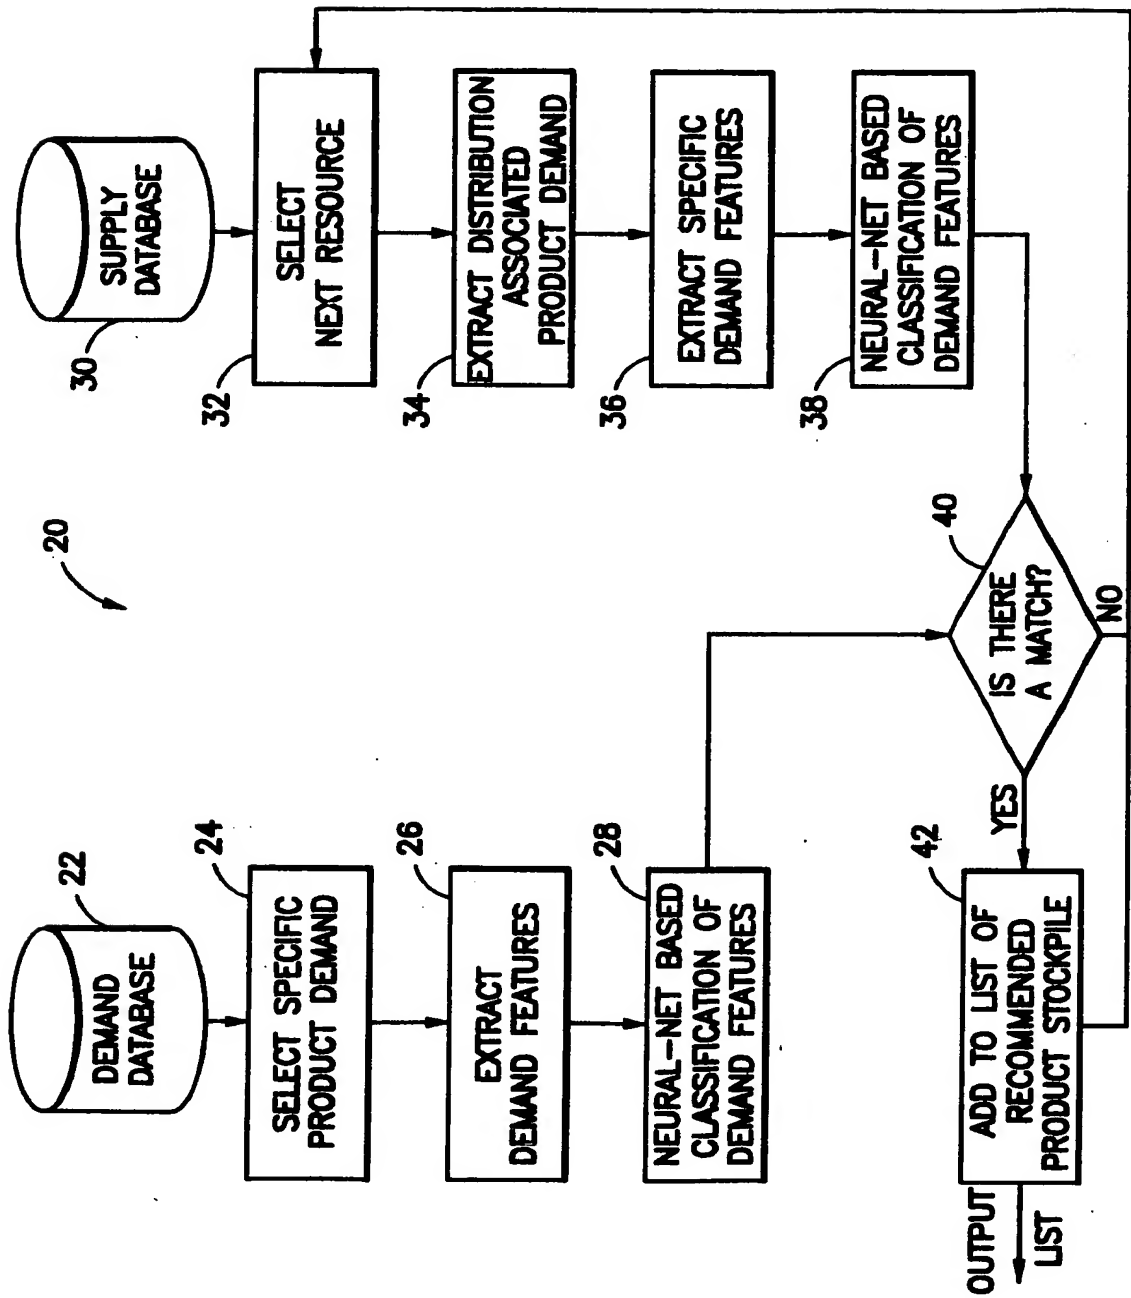 20
22
DEMAND
DATABASE
24
SELECT SPECIFIC
PRODUCT DEMAND
26
EXTRACT
DEMAND FEATURES
28
NEURAL-NET BASED
CLASSIFICATION OF
DEMAND FEATURES
30
SUPPLY
DATABASE
32
SELECT
NEXT RESOURCE
34
EXTRACT DISTRIBUTION
ASSOCIATED
PRODUCT DEMAND
36
EXTRACT SPECIFIC
DEMAND FEATURES
38
NEURAL-NET BASED
CLASSIFICATION OF
DEMAND FEATURES
40
IS THERE
A MATCH?
NO
YES
42
ADD TO LIST OF
RECOMMENDED
PRODUCT STOCKPILE
OUTPUT
LIST